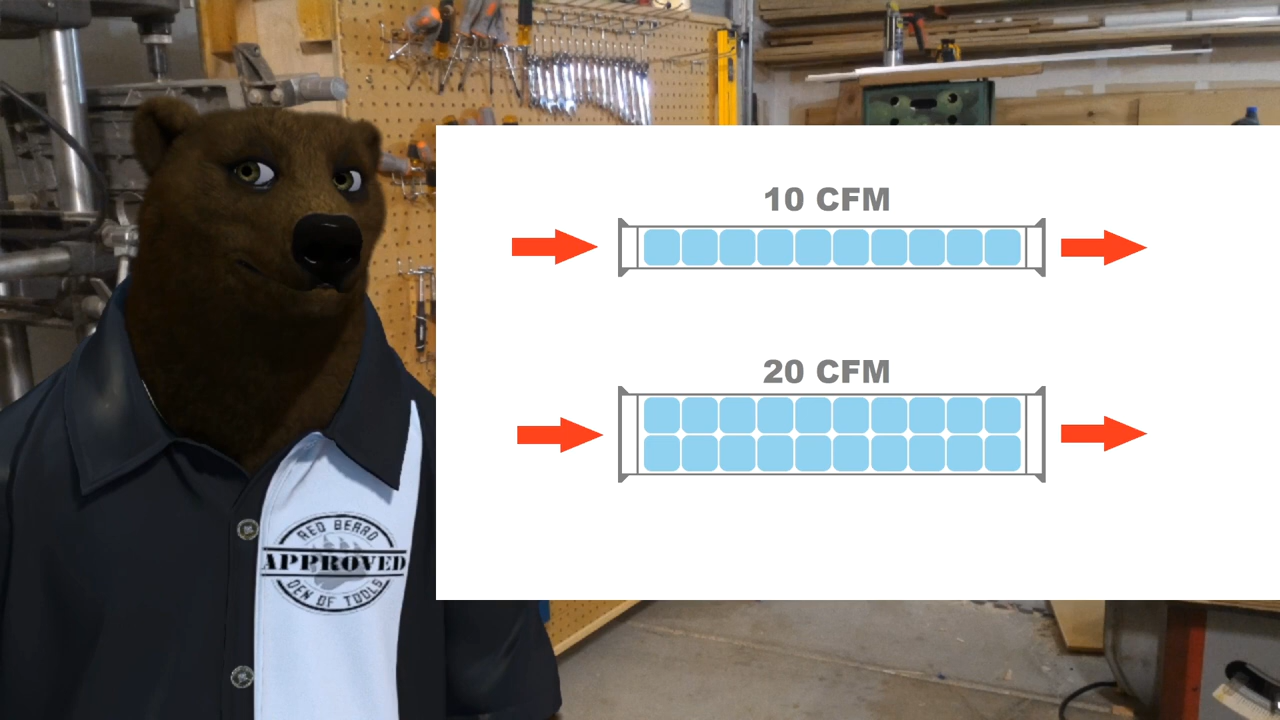 10 CFM
20 CFM
RED BEARD
APPROVED
DEN OF TOOLS